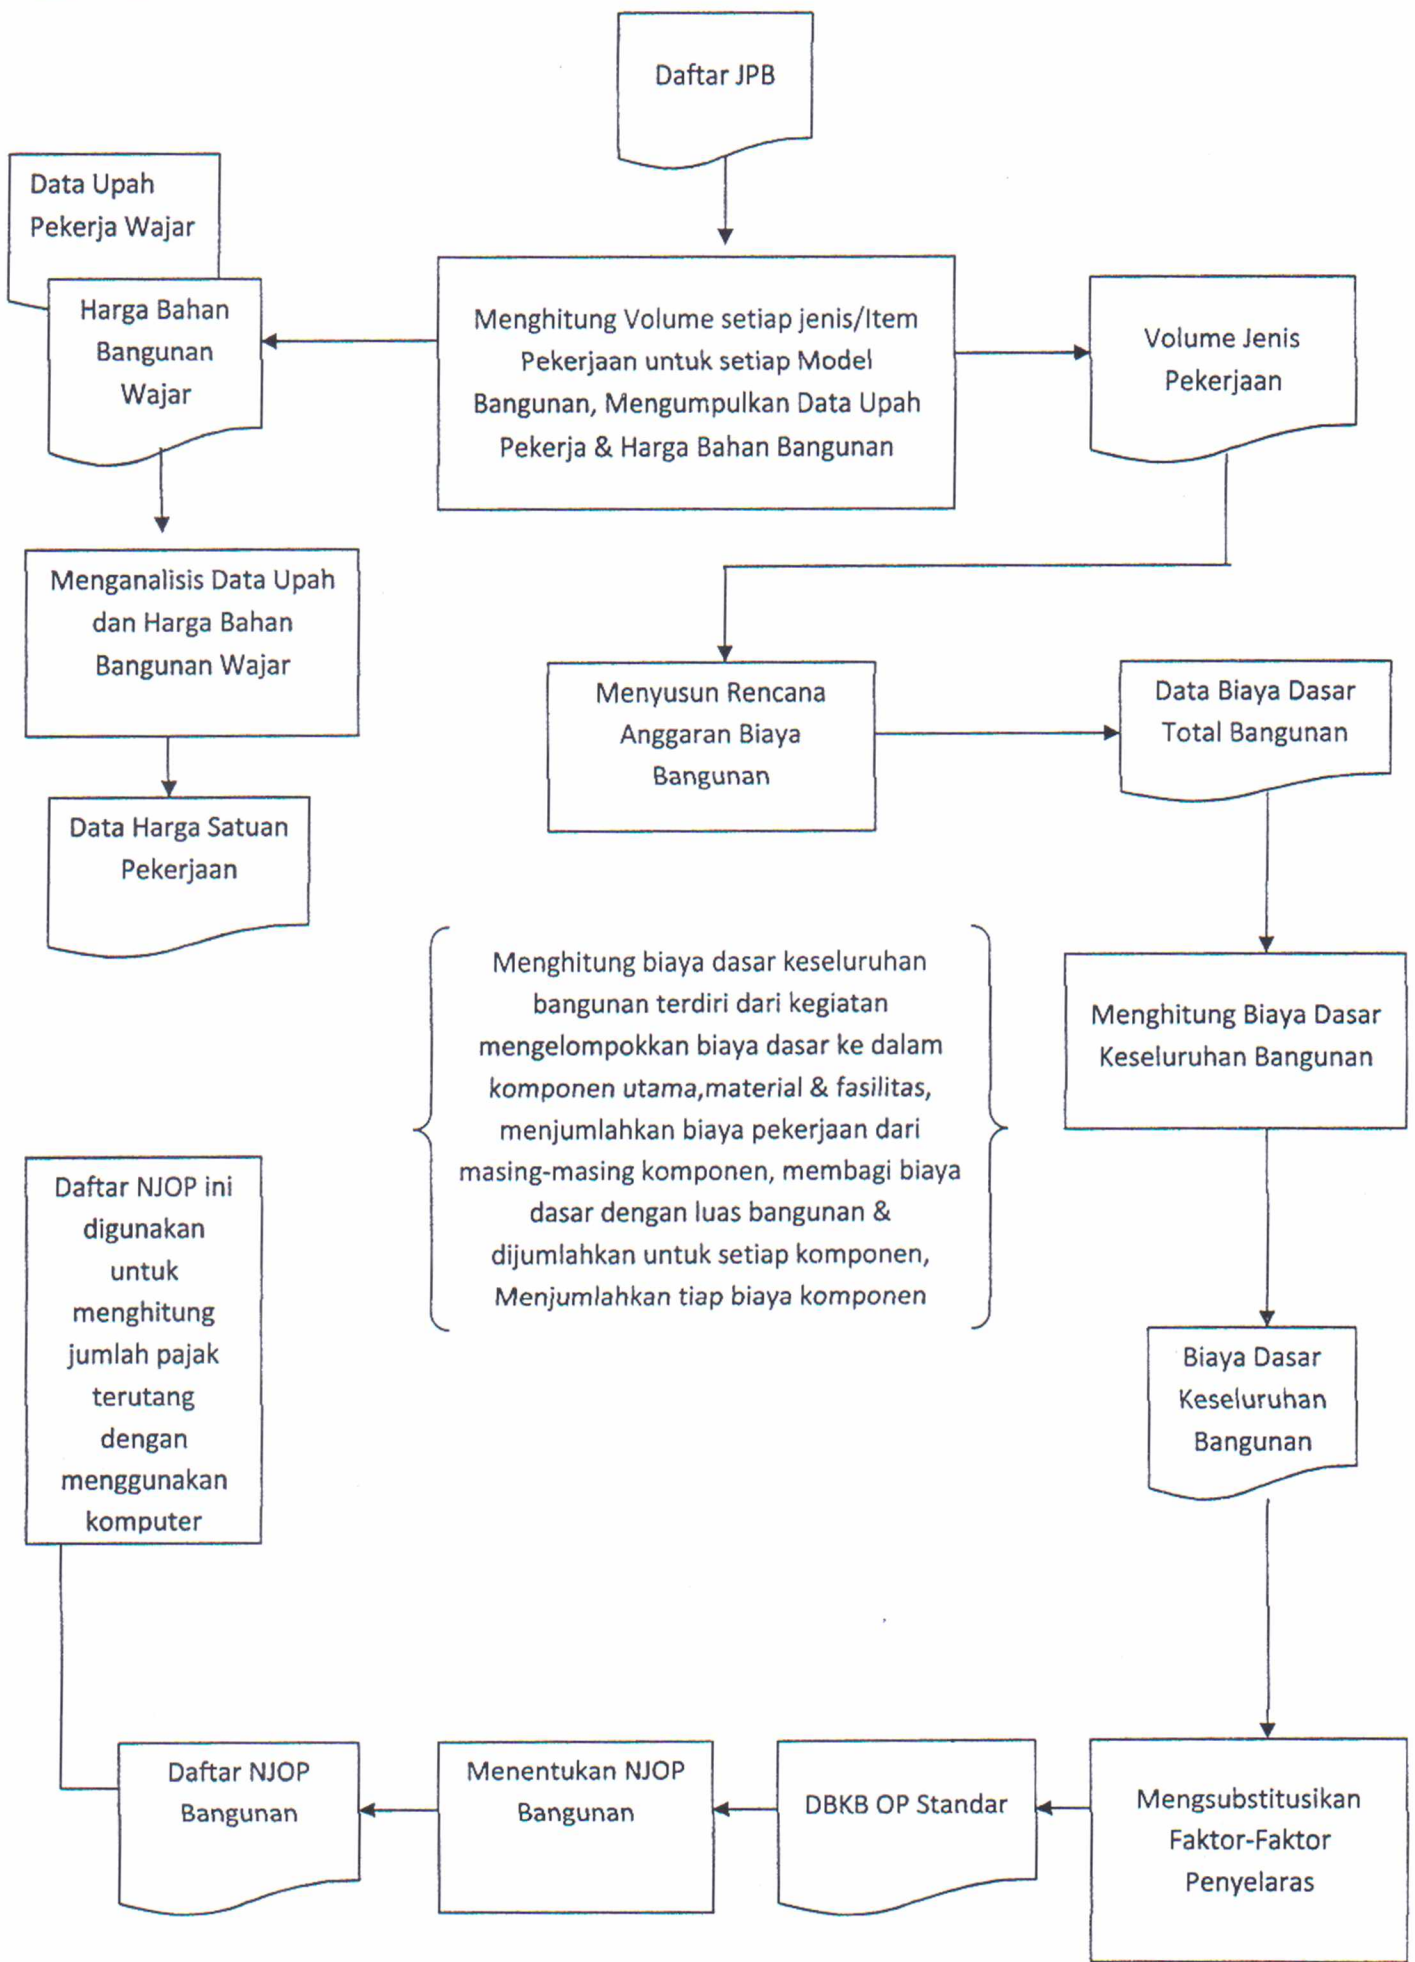 Daftar JPB
Data Upah
Pekerja Wajar
Harga Bahan
Bangunan
Wajar
Menghitung Volume setiap jenis/Item
Pekerjaan untuk setiap Model
Bangunan, Mengumpulkan Data Upah
Pekerja & Harga Bahan Bangunan
Volume Jenis
Pekerjaan
Menganalisis Data Upah
dan Harga Bahan
Bangunan Wajar
Menyusun Rencana
Anggaran Biaya
Bangunan
Data Biaya Dasar
Total Bangunan
Data Harga Satuan
Pekerjaan
Menghitung biaya dasar keseluruhan
bangunan terdiri dari kegiatan
mengelompokkan biaya dasar ke dalam
komponen utama,material & fasilitas,
menjumlahkan biaya pekerjaan dari
masing-masing komponen, membagi biaya
dasar dengan luas bangunan &
dijumlahkan untuk setiap komponen,
Menjumlahkan tiap biaya komponen
Menghitung Biaya Dasar
Keseluruhan Bangunan
Daftar NJOP ini
digunakan
untuk
menghitung
jumlah pajak
terutang
dengan
menggunakan
komputer
Biaya Dasar
Keseluruhan
Bangunan
Daftar NJOP
Bangunan
Menentukan NJOP
Bangunan
DBKB OP Standar
Mengsubstitusikan
Faktor-Faktor
Penyelaras